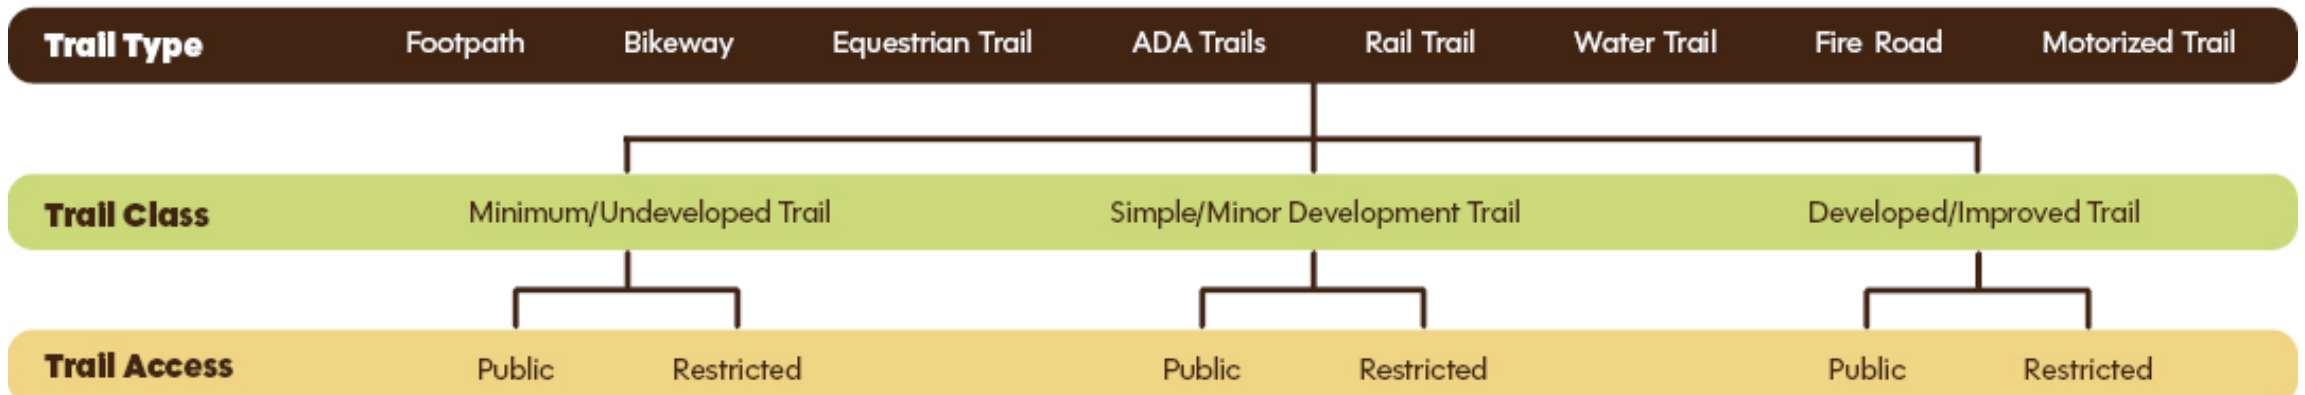 Trail Type Footpath Bikeway Equestrian Trail ADA Trails Rail Trail Water Trail Fire Road Motorized Trail
Trail Class Minimum/Undeveloped Trail Simple/Minor Development Trail Developed/Improved Trail
Trail Access Public Restricted Public Restricted Public Restricted